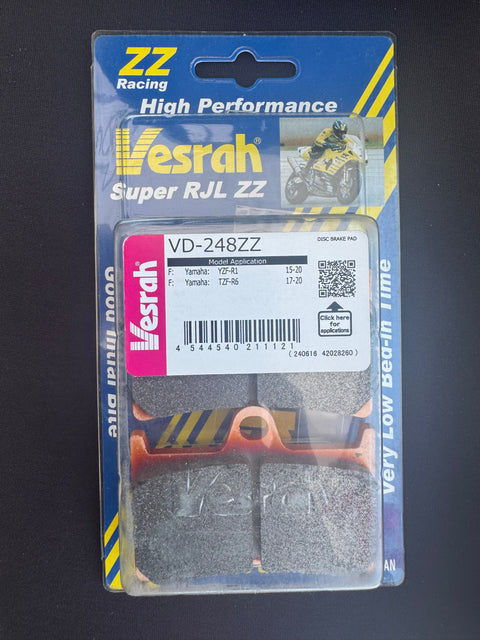 ZZ
Racing
High Performance
Vesrah®
Super RJL ZZ
VD-248ZZ
DISC BRAKE PAD
Model Application
F: Yamaha: YZF-R1 15-20
F: Yamaha: TZF-R6 17-20
Vesrah
Click here
for
applications
4 544540 211121
(240616 42028260)
Good Initial Bite
Very Low Bed-in Time
Vesrah